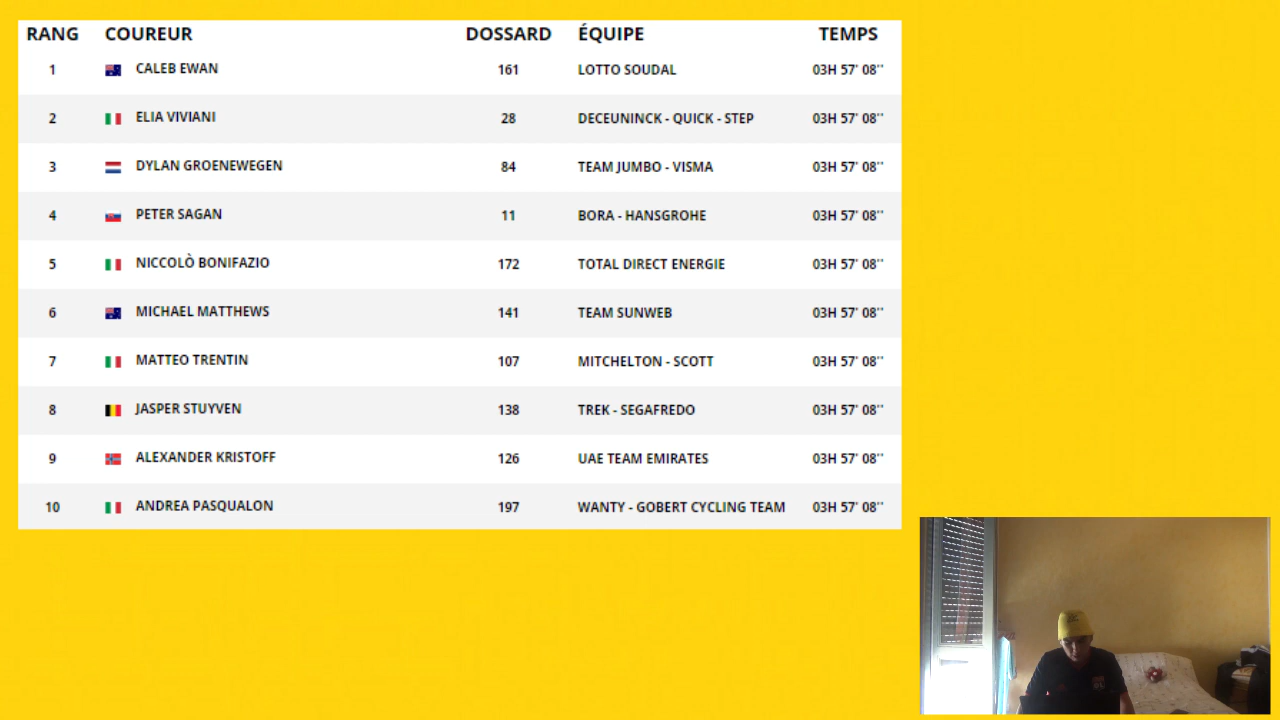 RANG COUREUR DOSSARD ÉQUIPE TEMPS
1 CALEB EWAN 161 LOTTO SOUDAL 03H 57' 08''
2 ELIA VIVIANI 28 DECEUNINCK - QUICK - STEP 03H 57' 08''
3 DYLAN GROENEWEGEN 84 TEAM JUMBO - VISMA 03H 57' 08''
4 PETER SAGAN 11 BORA - HANSGROHE 03H 57' 08''
5 NICCOLÒ BONIFAZIO 172 TOTAL DIRECT ENERGIE 03H 57' 08''
6 MICHAEL MATTHEWS 141 TEAM SUNWEB 03H 57' 08''
7 MATTEO TRENTIN 107 MITCHELTON - SCOTT 03H 57' 08''
8 JASPER STUYVEN 138 TREK - SEGAFREDO 03H 57' 08''
9 ALEXANDER KRISTOFF 126 UAE TEAM EMIRATES 03H 57' 08''
10 ANDREA PASQUALON 197 WANTY - GOBERT CYCLING TEAM 03H 57' 08''